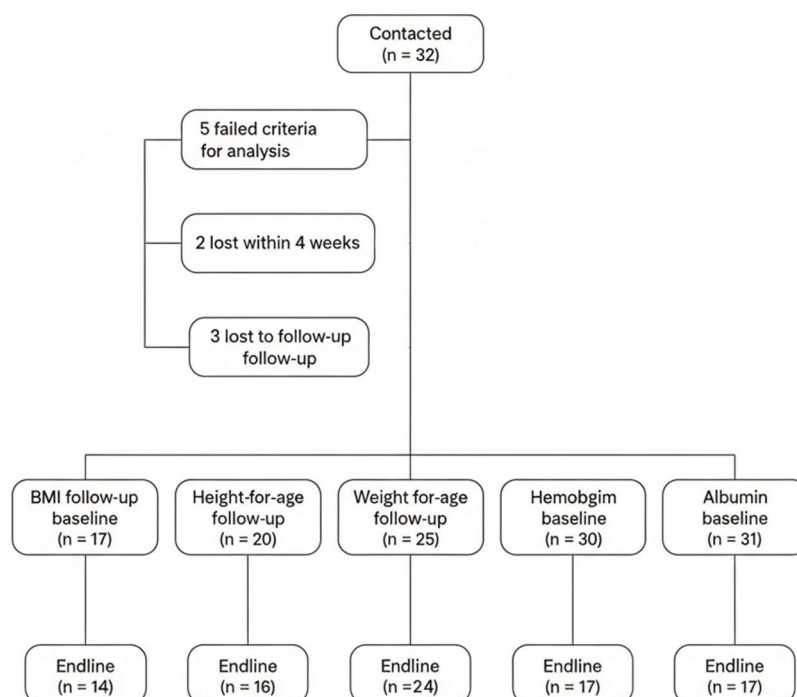 Contacted
(n = 32)
5 failed criteria
for analysis
2 lost within 4 weeks
3 lost to follow-up
follow-up
BMI follow-up
baseline
(n = 17)
Height-for-age
follow-up
(n = 20)
Weight for-age
follow-up
(n = 25)
Hemobgim
baseline
(n = 30)
Albumin
baseline
(n = 31)
Endline
(n = 14)
Endline
(n = 16)
Endline
(n =24)
Endline
(n = 17)
Endline
(n = 17)